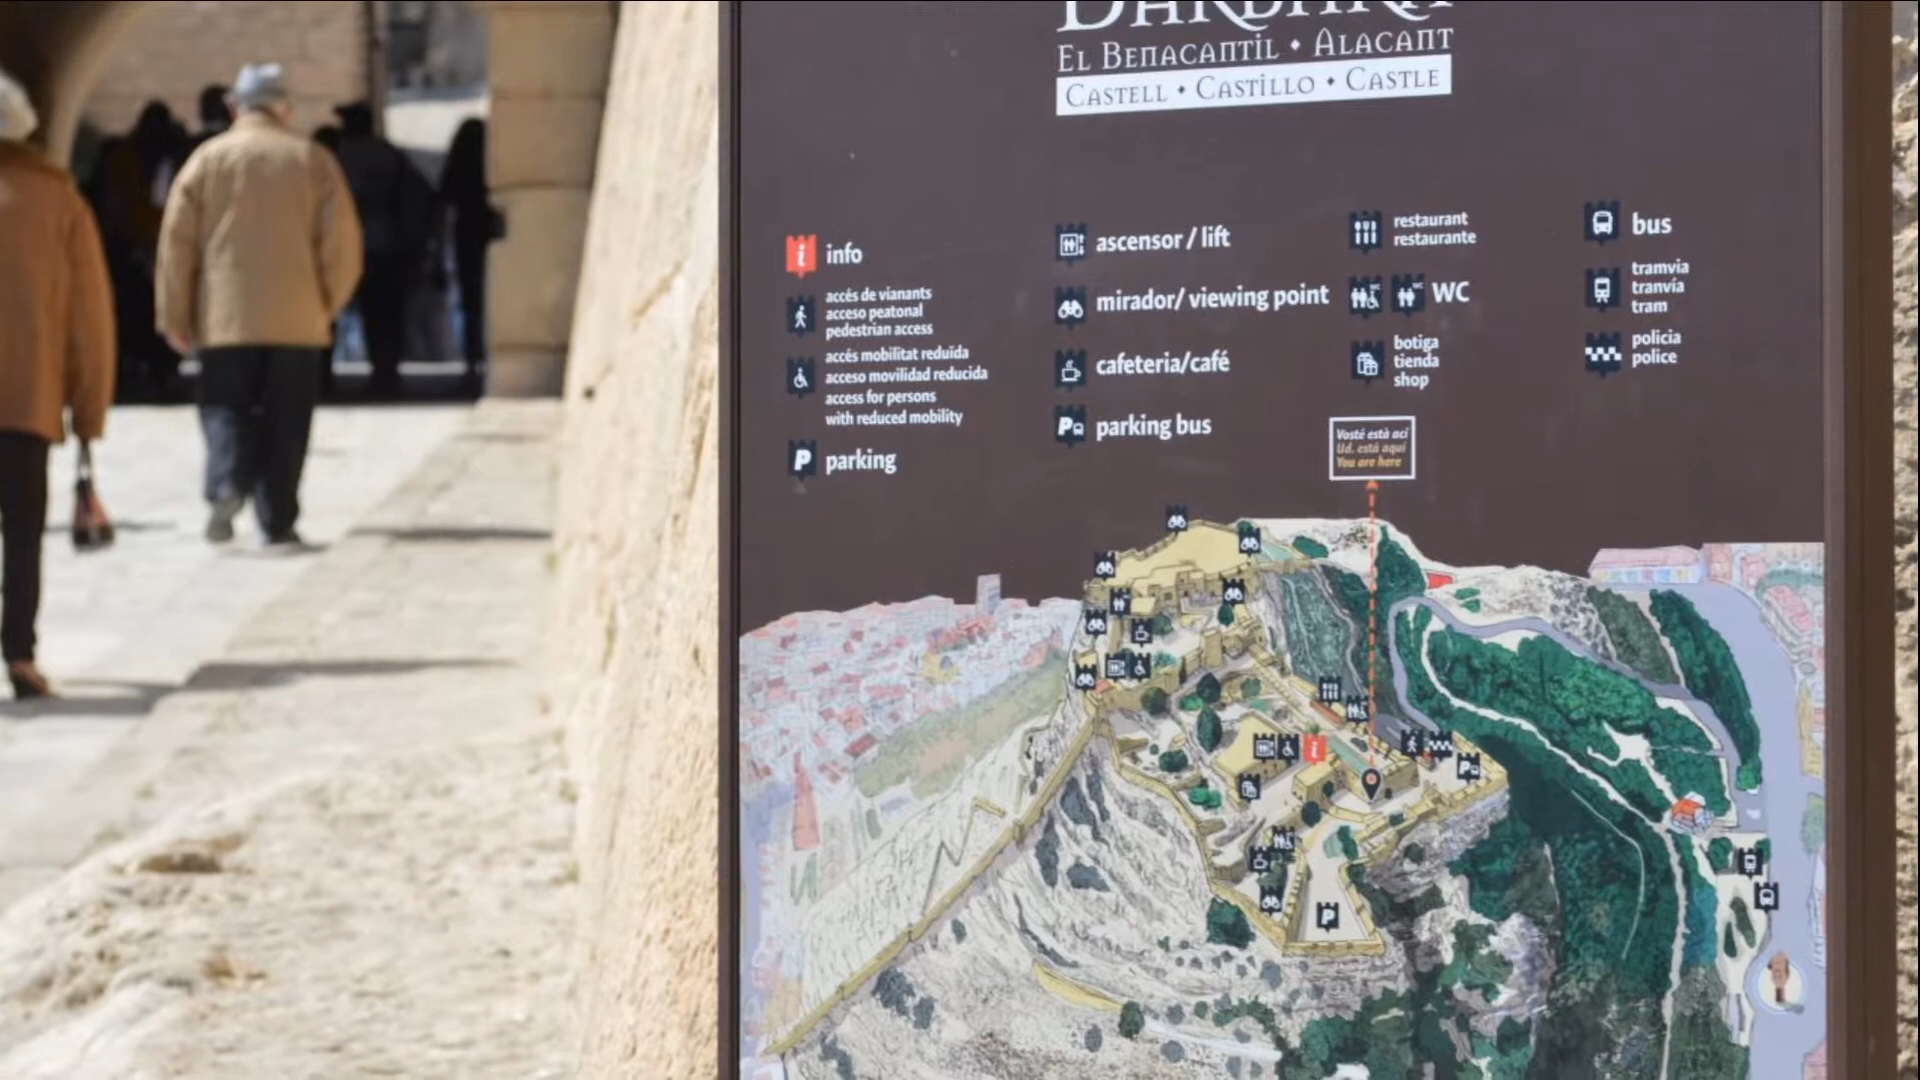 BARBARA
EL BENACANTIL • ALACANT
CASTELL • CASTILLO • CASTLE
info
accés de vianants
acceso peatonal
pedestrian access
accés mobilitat reduïda
acceso movilidad reducida
access for persons
with reduced mobility
P parking
ascensor / lift
mirador/ viewing point
cafeteria/café
P parking bus
restaurant
restaurante
WC
botiga
tienda
shop
bus
tramvia
tranvía
tram
policia
police
Vosté està ací
Ud. está aquí
You are here
i
P
P